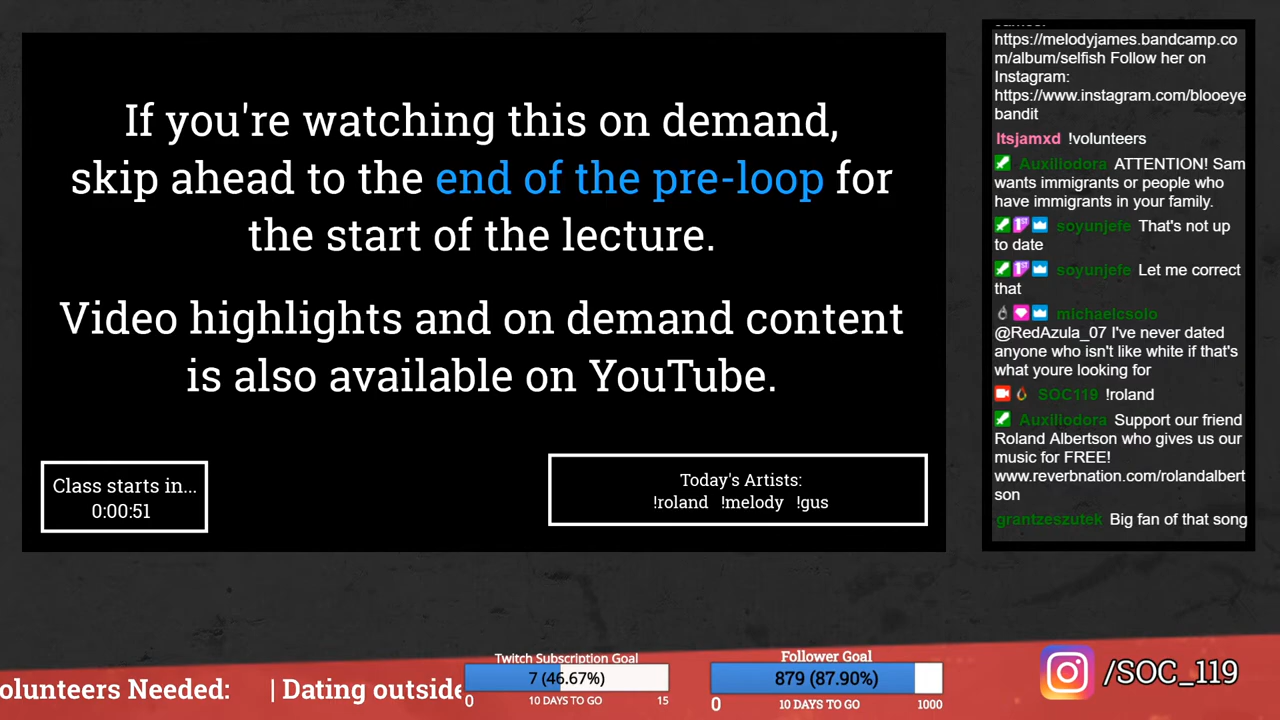 If you're watching this on demand,
skip ahead to the end of the pre-loop for
the start of the lecture.
Video highlights and on demand content
is also available on YouTube.
Class starts in...
0:00:51
Today's Artists:
!roland !melody !gus
https://melodyjames.bandcamp.co
m/album/selfish Follow her on
Instagram:
https://www.instagram.com/blooeye
bandit
ltsjamxd !volunteers
Auxiliodora ATTENTION! Sam
wants immigrants or people who
have immigrants in your family.
soyunjefe That's not up
to date
soyunjefe Let me correct
that
michaelcsolo
@RedAzula_07 I've never dated
anyone who isn't like white if that's
what youre looking for
SOC119 !roland
Auxiliodora Support our friend
Roland Albertson who gives us our
music for FREE!
www.reverbnation.com/rolandalbert
son
grantzeszutek Big fan of that song
olunteers Needed: | Dating outside
Twitch Subscription Goal
7 (46.67%)
0 10 DAYS TO GO 15
Follower Goal
879 (87.90%)
0 10 DAYS TO GO 1000
/SOC_119